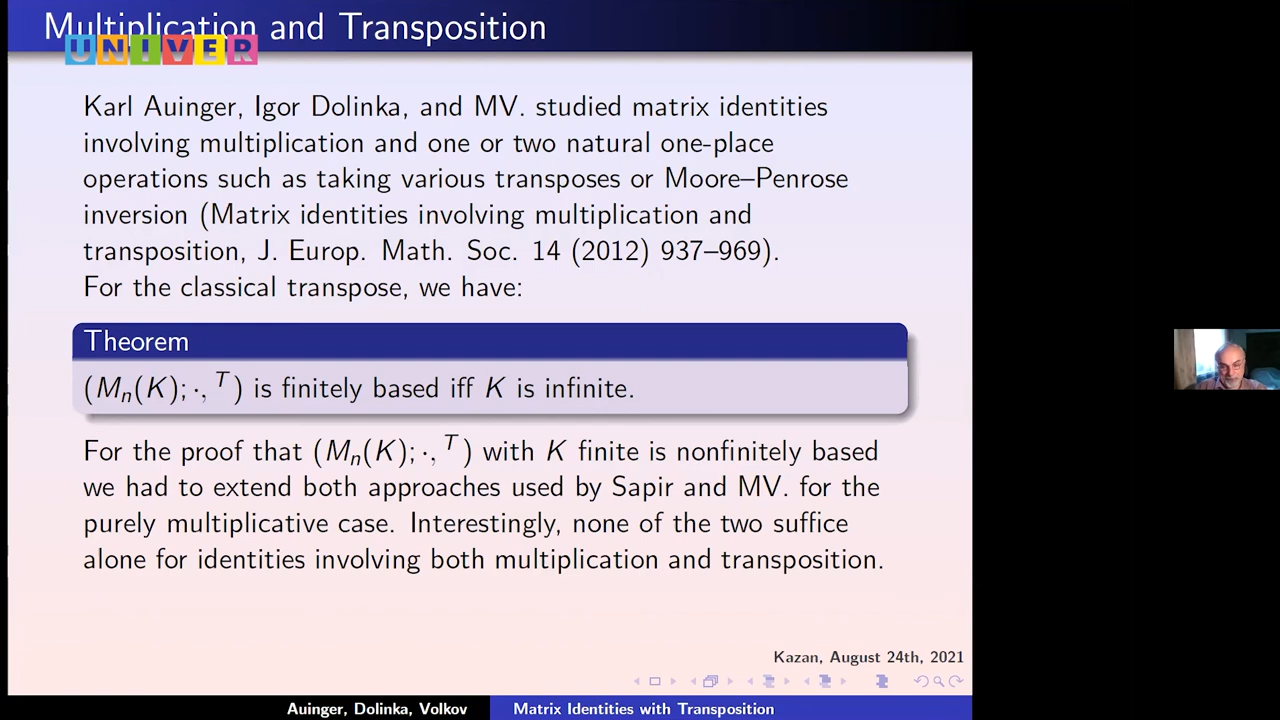 Multiplication and Transposition
UNIVER
Karl Auinger, Igor Dolinka, and MV. studied matrix identities
involving multiplication and one or two natural one-place
operations such as taking various transposes or Moore–Penrose
inversion (Matrix identities involving multiplication and
transposition, J. Europ. Math. Soc. 14 (2012) 937–969).
For the classical transpose, we have:
Theorem
(Mₙ(K); ·, ᵀ) is finitely based iff K is infinite.
For the proof that (Mₙ(K); ·, ᵀ) with K finite is nonfinitely based
we had to extend both approaches used by Sapir and MV. for the
purely multiplicative case. Interestingly, none of the two suffice
alone for identities involving both multiplication and transposition.
Kazan, August 24th, 2021
Auinger, Dolinka, Volkov
Matrix Identities with Transposition